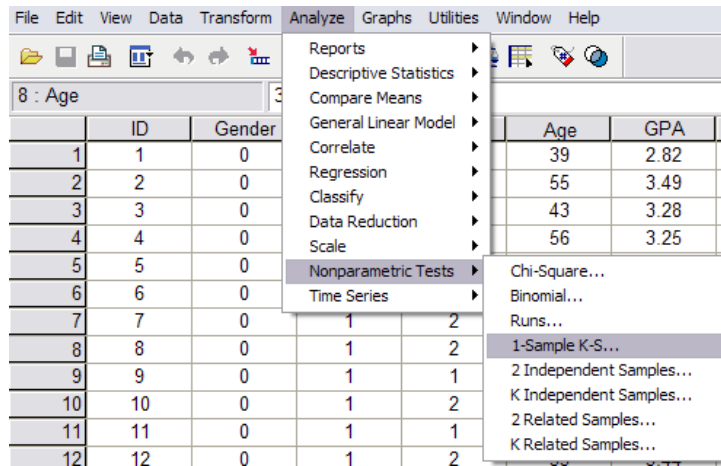 File Edit View Data Transform Analyze Graphs Utilities Window Help
8 : Age 3
Reports
Descriptive Statistics
Compare Means
General Linear Model
Correlate
Regression
Classify
Data Reduction
Scale
Nonparametric Tests
Time Series
Chi-Square...
Binomial...
Runs...
1-Sample K-S...
2 Independent Samples...
K Independent Samples...
2 Related Samples...
K Related Samples...
ID Gender Age GPA
1 1 0 39 2.82
2 2 0 55 3.49
3 3 0 43 3.28
4 4 0 56 3.25
5 5 0
6 6 0
7 7 0 1 2
8 8 0 1 2
9 9 0 1 1
10 10 0 1 2
11 11 0 1 1
12 12 0 1 2